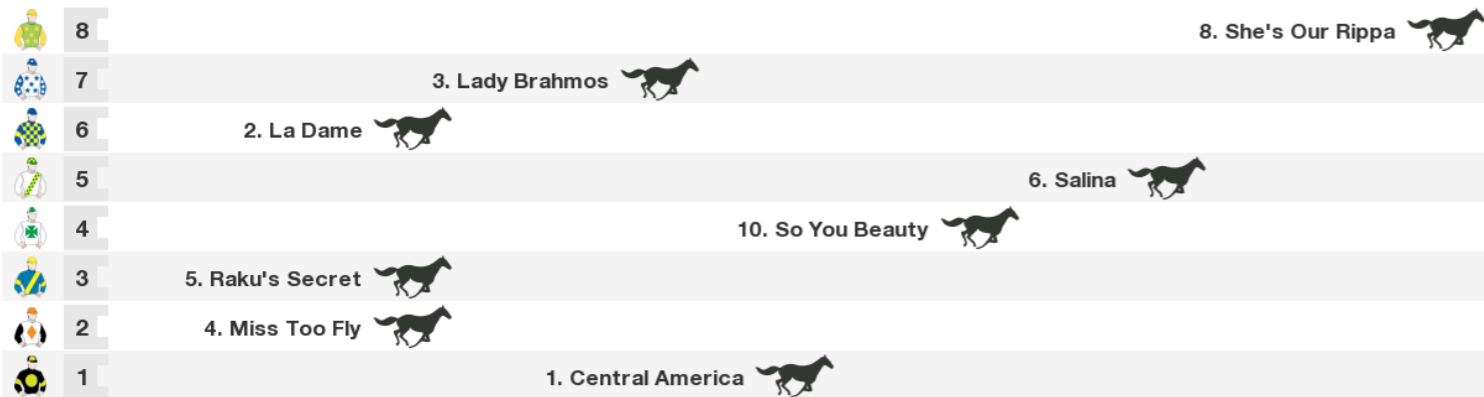 8 8. She's Our Rippa
7 3. Lady Brahmos
6 2. La Dame
5 6. Salina
4 10. So You Beauty
3 5. Raku's Secret
2 4. Miss Too Fly
1 1. Central America